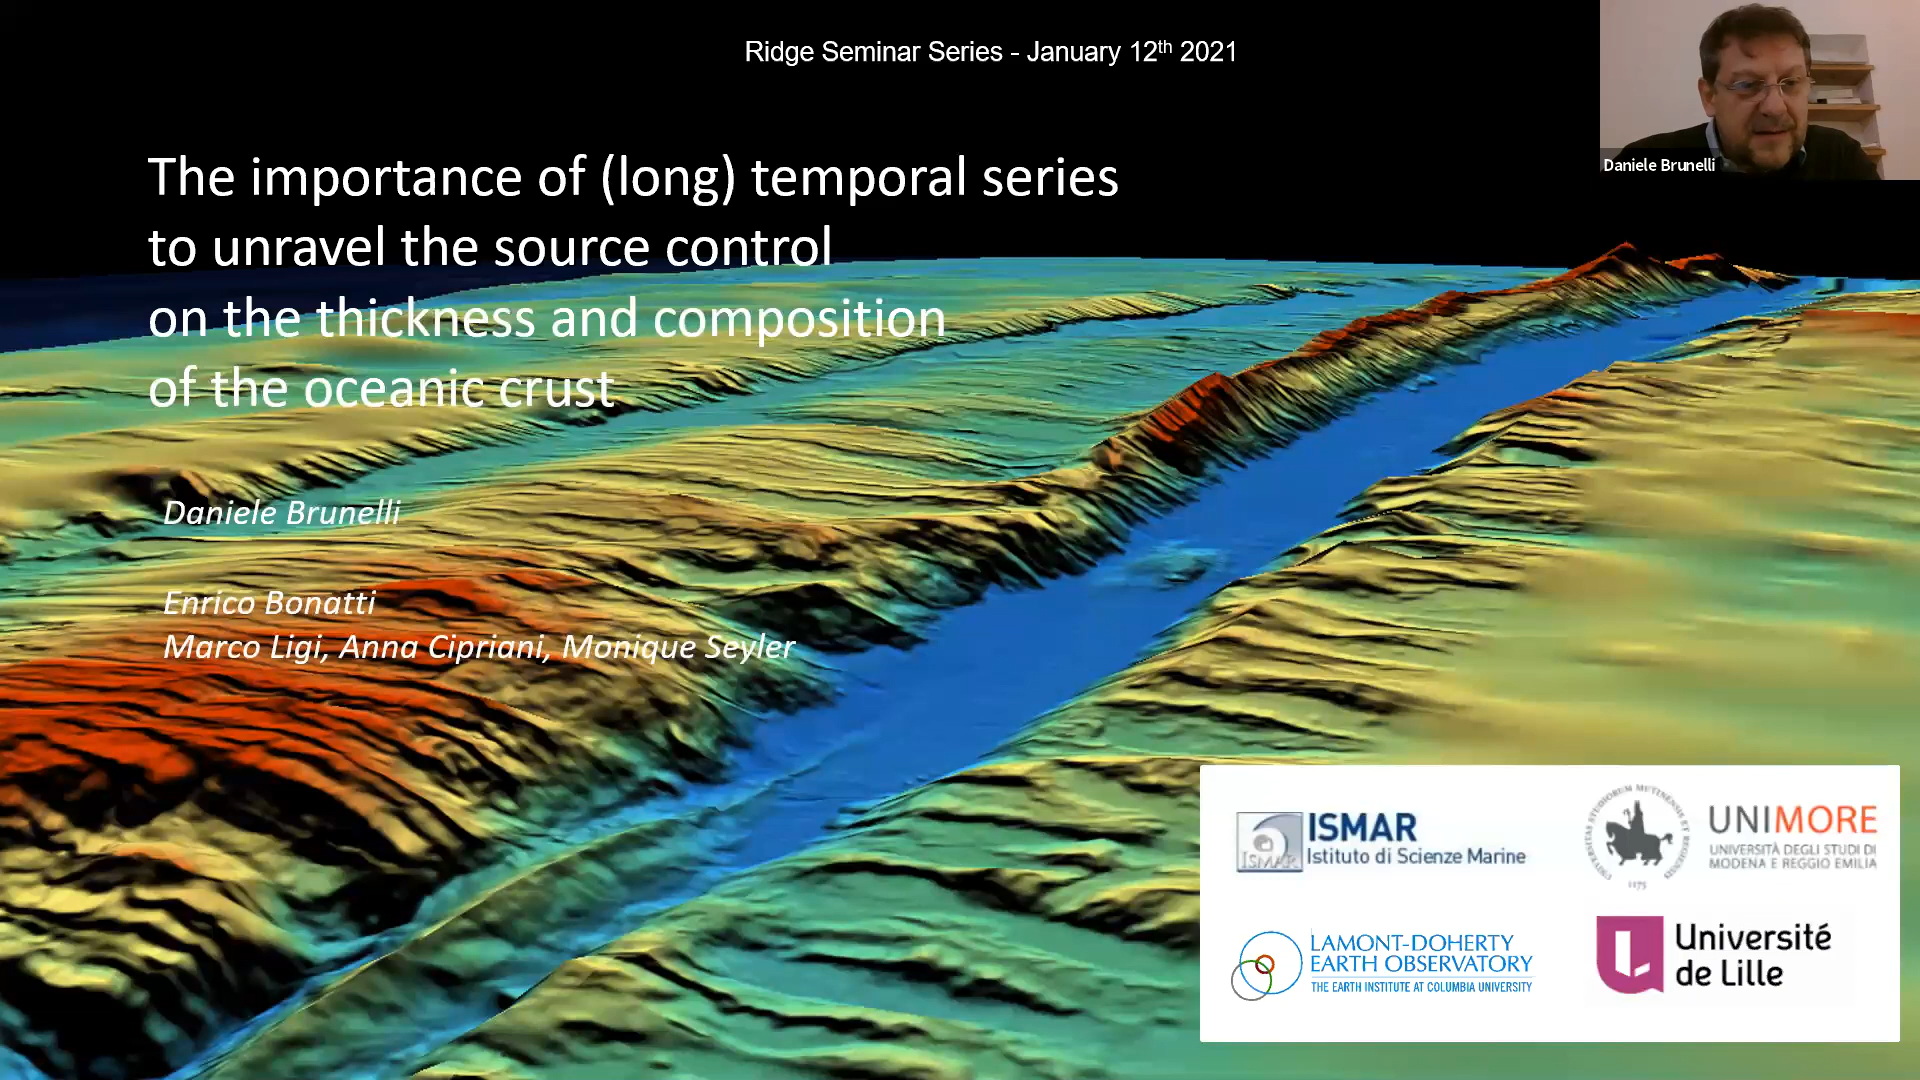 Ridge Seminar Series - January 12th 2021
Daniele Brunelli
The importance of (long) temporal series
to unravel the source control
on the thickness and composition
of the oceanic crust
Daniele Brunelli
Enrico Bonatti
Marco Ligi, Anna Cipriani, Monique Seyler
ISMAR
Istituto di Scienze Marine
ISMAR
UNIMORE
UNIVERSITÀ DEGLI STUDI DI
MODENA E REGGIO EMILIA
1175
LAMONT-DOHERTY
EARTH OBSERVATORY
THE EARTH INSTITUTE AT COLUMBIA UNIVERSITY
Université
de Lille